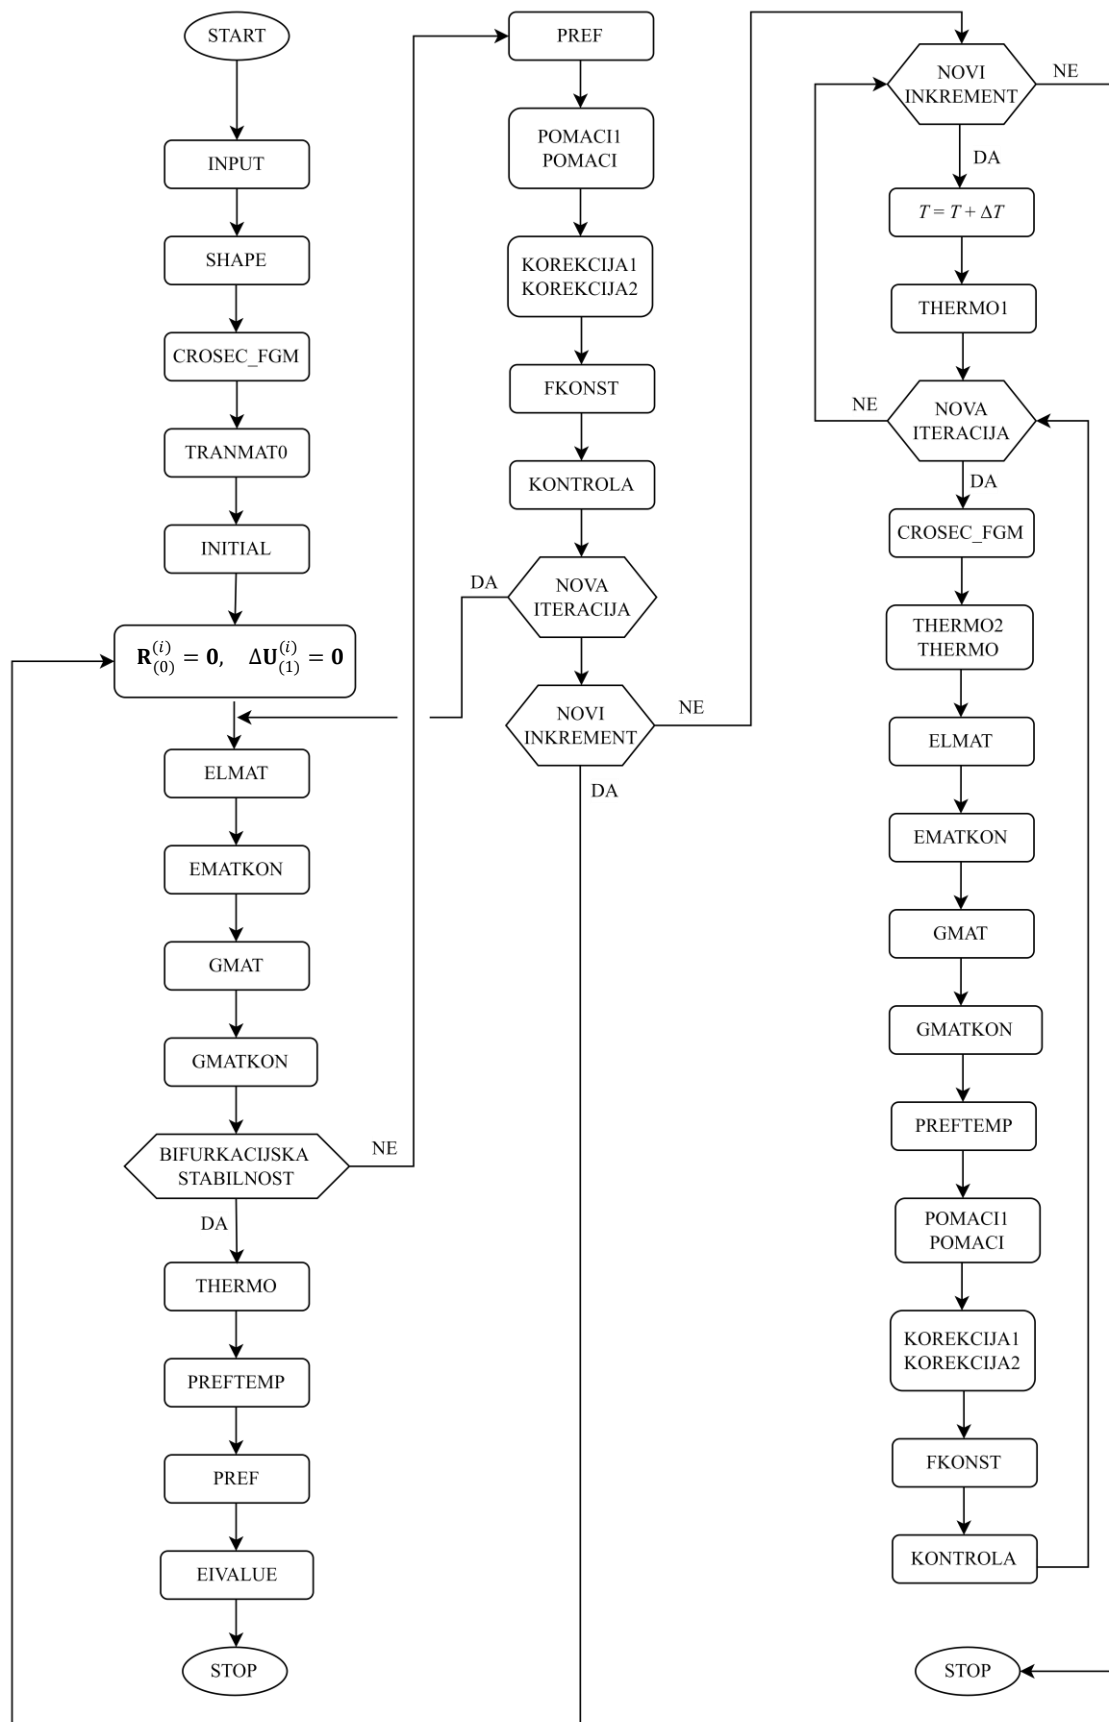 START
INPUT
SHAPE
CROSEC_FGM
TRANMAT0
INITIAL
R₍₀₎⁽ⁱ⁾ = 0, ΔU₍₁₎⁽ⁱ⁾ = 0
ELMAT
EMATKON
GMAT
GMATKON
BIFURKACIJSKA
STABILNOST
NE
DA
THERMO
PREFTEMP
PREF
EIVALUE
STOP
PREF
POMACI1
POMACI
KOREKCIJA1
KOREKCIJA2
FKONST
KONTROLA
DA
NOVA
ITERACIJA
NOVI
INKREMENT
NE
DA
NOVI
INKREMENT
NE
DA
T = T + ΔT
THERMO1
NE
NOVA
ITERACIJA
DA
CROSEC_FGM
THERMO2
THERMO
ELMAT
EMATKON
GMAT
GMATKON
PREFTEMP
POMACI1
POMACI
KOREKCIJA1
KOREKCIJA2
FKONST
KONTROLA
STOP